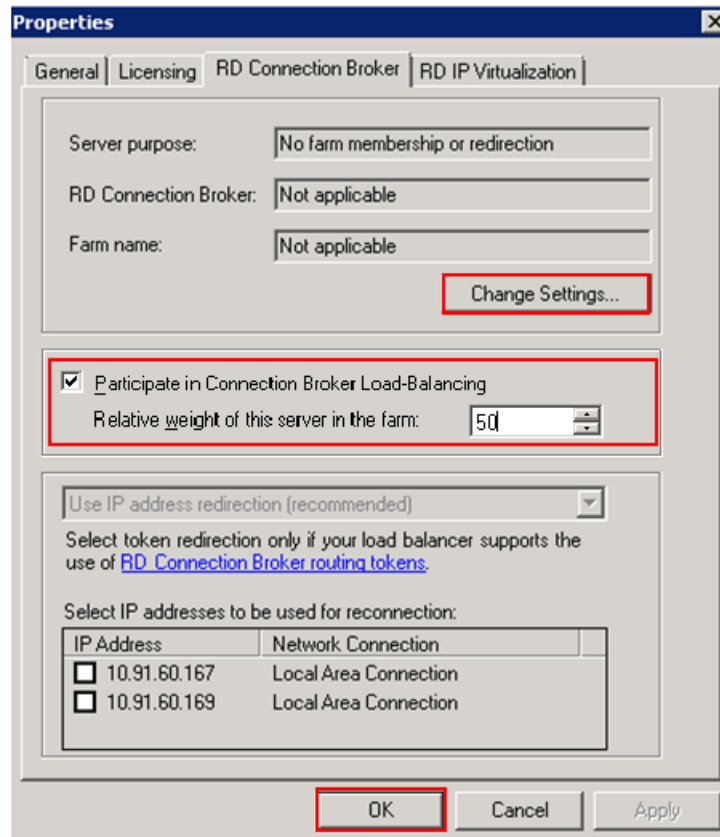 Properties
General Licensing RD Connection Broker RD IP Virtualization
Server purpose: No farm membership or redirection
RD Connection Broker: Not applicable
Farm name: Not applicable
Change Settings...
Participate in Connection Broker Load-Balancing
Relative weight of this server in the farm: 50
Use IP address redirection (recommended)
Select token redirection only if your load balancer supports the
use of RD Connection Broker routing tokens.
Select IP addresses to be used for reconnection:
IP Address Network Connection
10.91.60.167 Local Area Connection
10.91.60.169 Local Area Connection
OK Cancel Apply